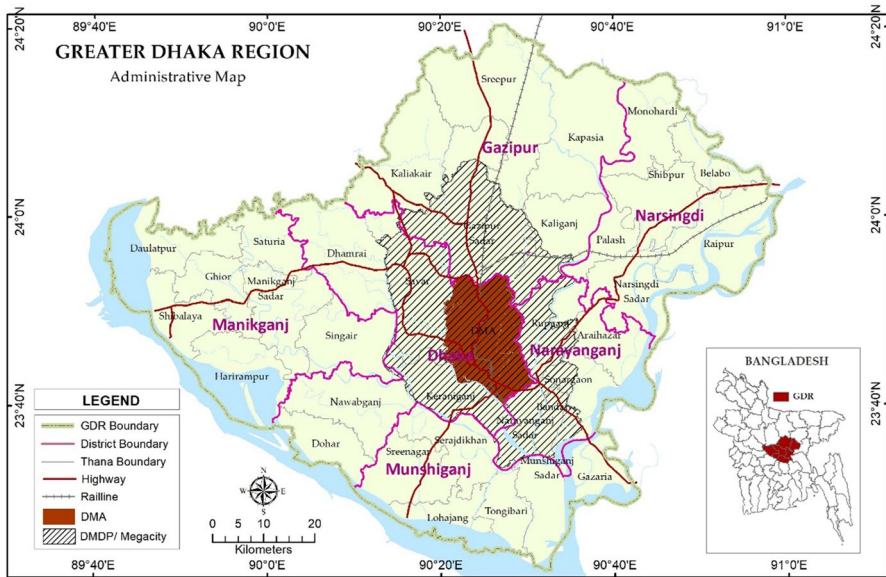 89°40'E 90°0'E 90°20'E 90°40'E 91°0'E
24°20'N 24°20'N
GREATER DHAKA REGION
Administrative Map
Sreepur
Monohardi
Kapasia
Gazipur
Kaliakair
Shibpur
Belabo
24°0'N 24°0'N
Narsingdi
Gazipur
Sadar
Kaliganj
Daulatpur
Saturia
Palash
Raipur
Dhamrai
Ghior
Manikganj
Sadar
Savar
Narsingdi
Sadar
Shibalaya
Manikganj
Rupganj
DMA
Araihazar
Singair
Dhaka
Narayanganj
Harirampur
Sonargaon
Keraniganj
Nawabganj
Bandar
23°40'N 23°40'N
Narayanganj
Sadar
Dohar
Serajdikhan
Sreenagar
Munshiganj
Munshiganj
Sadar
Gazaria
Tongibari
Lohajang
LEGEND
GDR Boundary
District Boundary
Thana Boundary
Highway
Railline
DMA
DMDP/ Megacity
N
W E
S
0 5 10 20
Kilometers
BANGLADESH
GDR
89°40'E 90°0'E 90°20'E 90°40'E 91°0'E